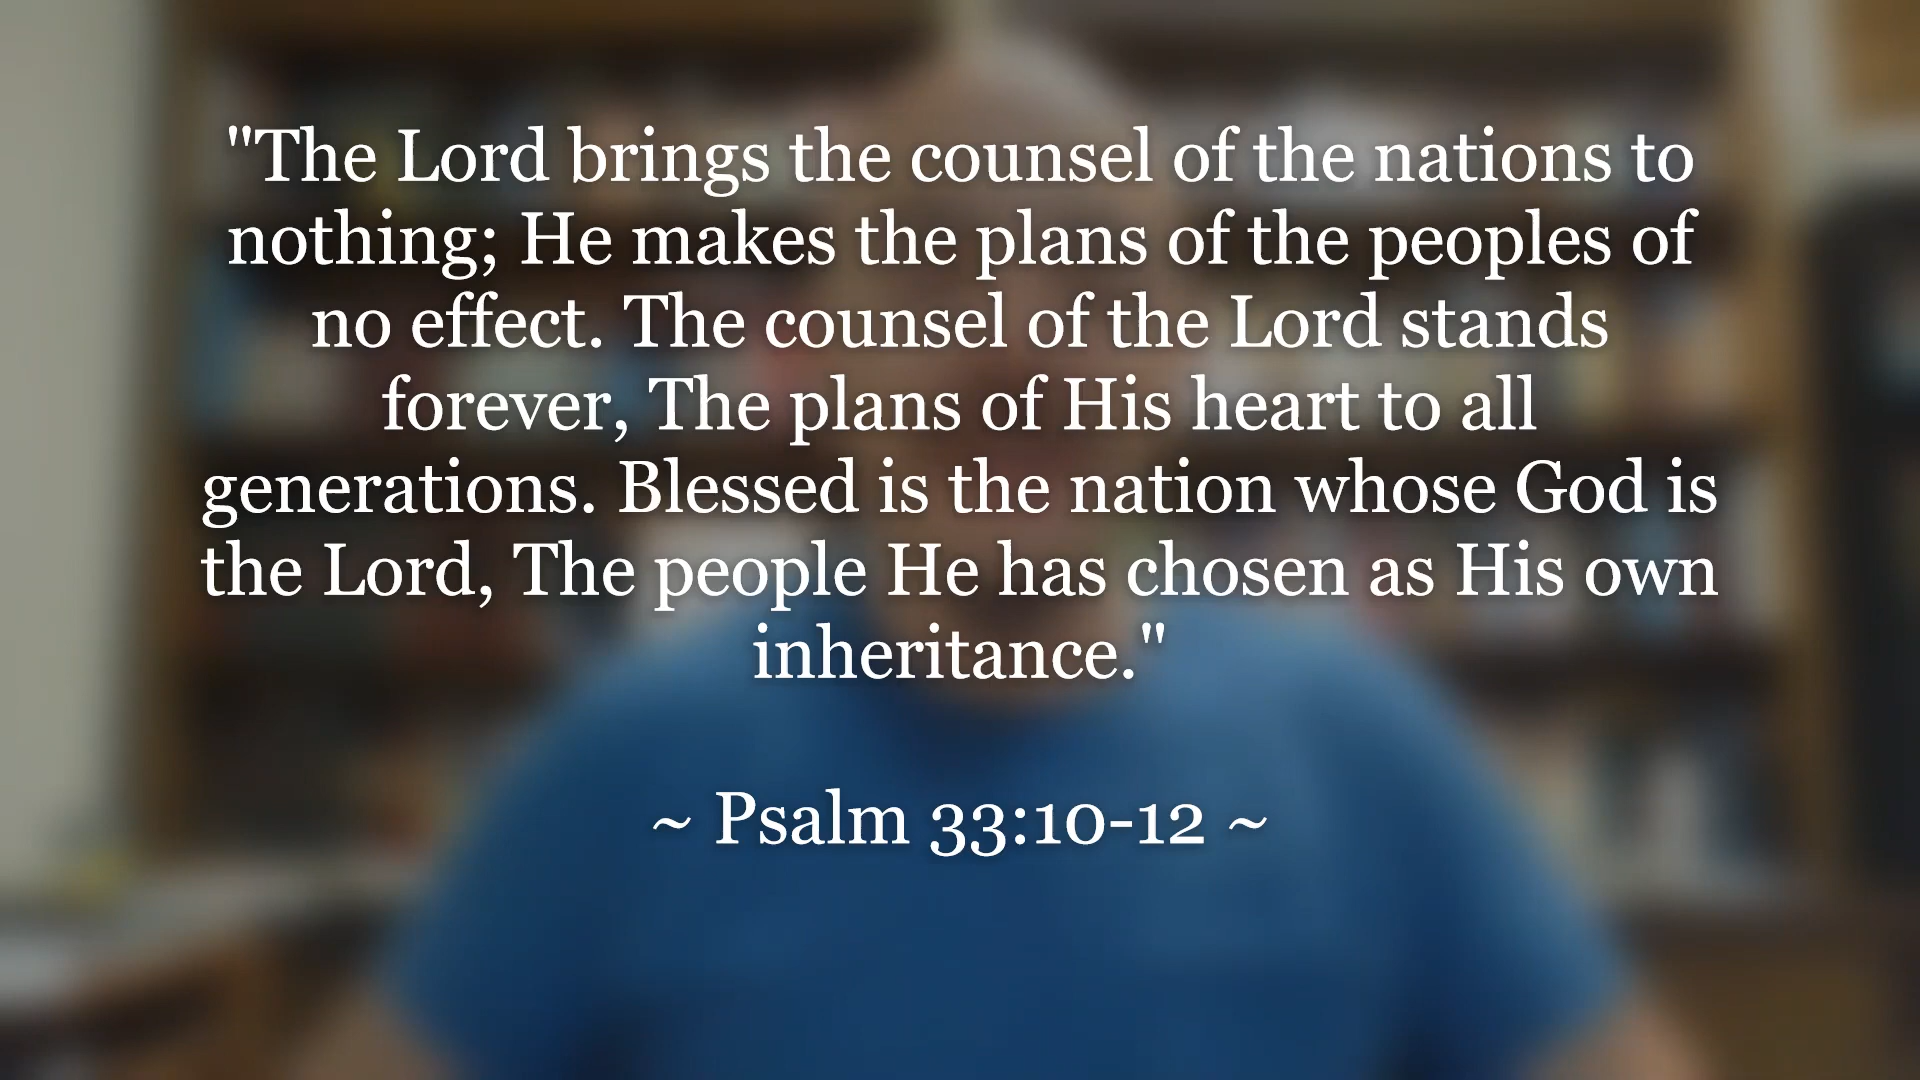 "The Lord brings the counsel of the nations to
nothing; He makes the plans of the peoples of
no effect. The counsel of the Lord stands
forever, The plans of His heart to all
generations. Blessed is the nation whose God is
the Lord, The people He has chosen as His own
inheritance."
~ Psalm 33:10-12 ~